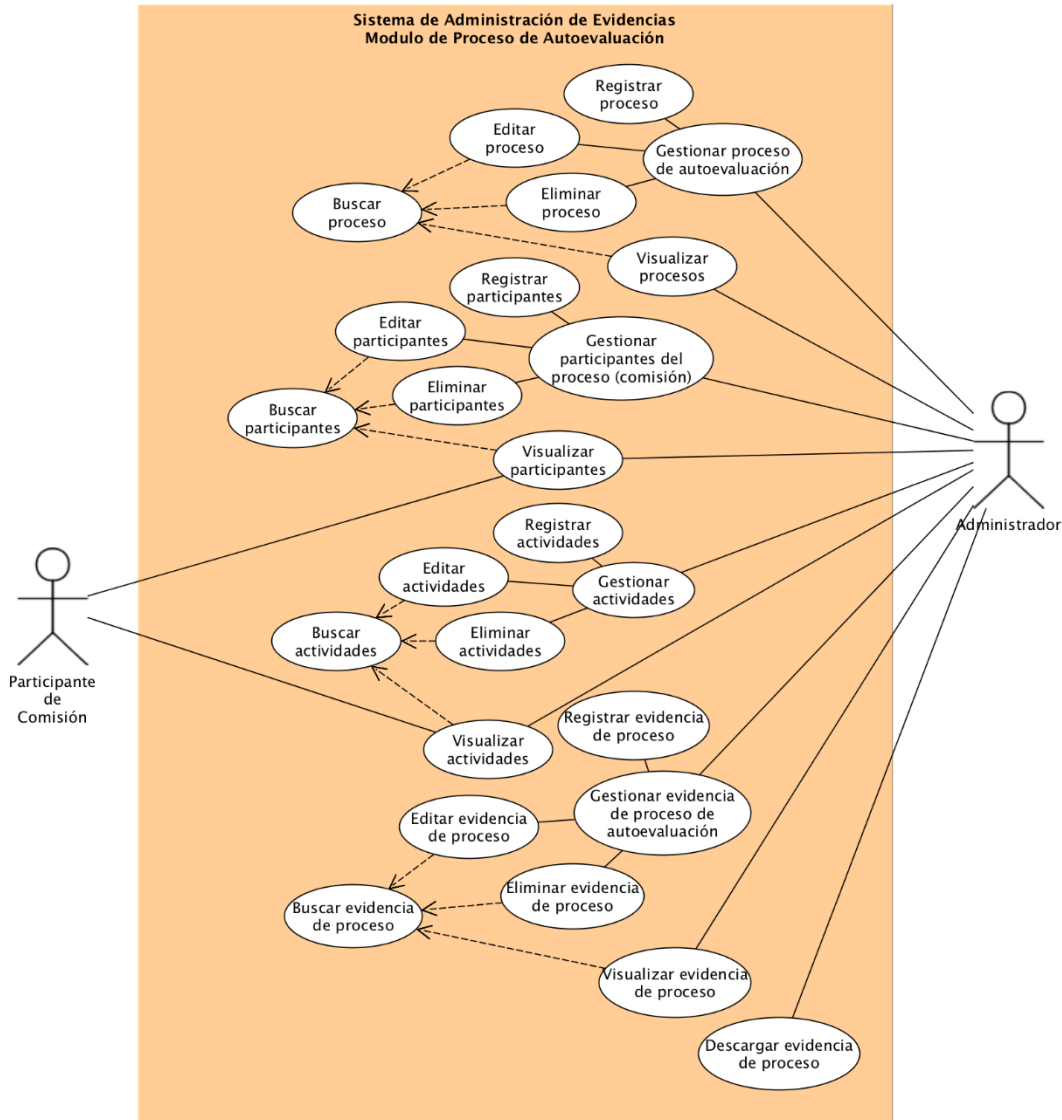 Sistema de Administración de Evidencias
Modulo de Proceso de Autoevaluación
Registrar
proceso
Editar
proceso
Gestionar proceso
de autoevaluación
Eliminar
proceso
Buscar
proceso
Visualizar
procesos
Registrar
participantes
Editar
participantes
Gestionar
participantes del
proceso (comisión)
Eliminar
participantes
Buscar
participantes
Visualizar
participantes
Administrador
Registrar
actividades
Editar
actividades
Gestionar
actividades
Buscar
actividades
Eliminar
actividades
Participante
de
Comisión
Registrar evidencia
de proceso
Visualizar
actividades
Gestionar evidencia
de proceso de
autoevaluación
Editar evidencia
de proceso
Eliminar evidencia
de proceso
Buscar evidencia
de proceso
Visualizar evidencia
de proceso
Descargar evidencia
de proceso